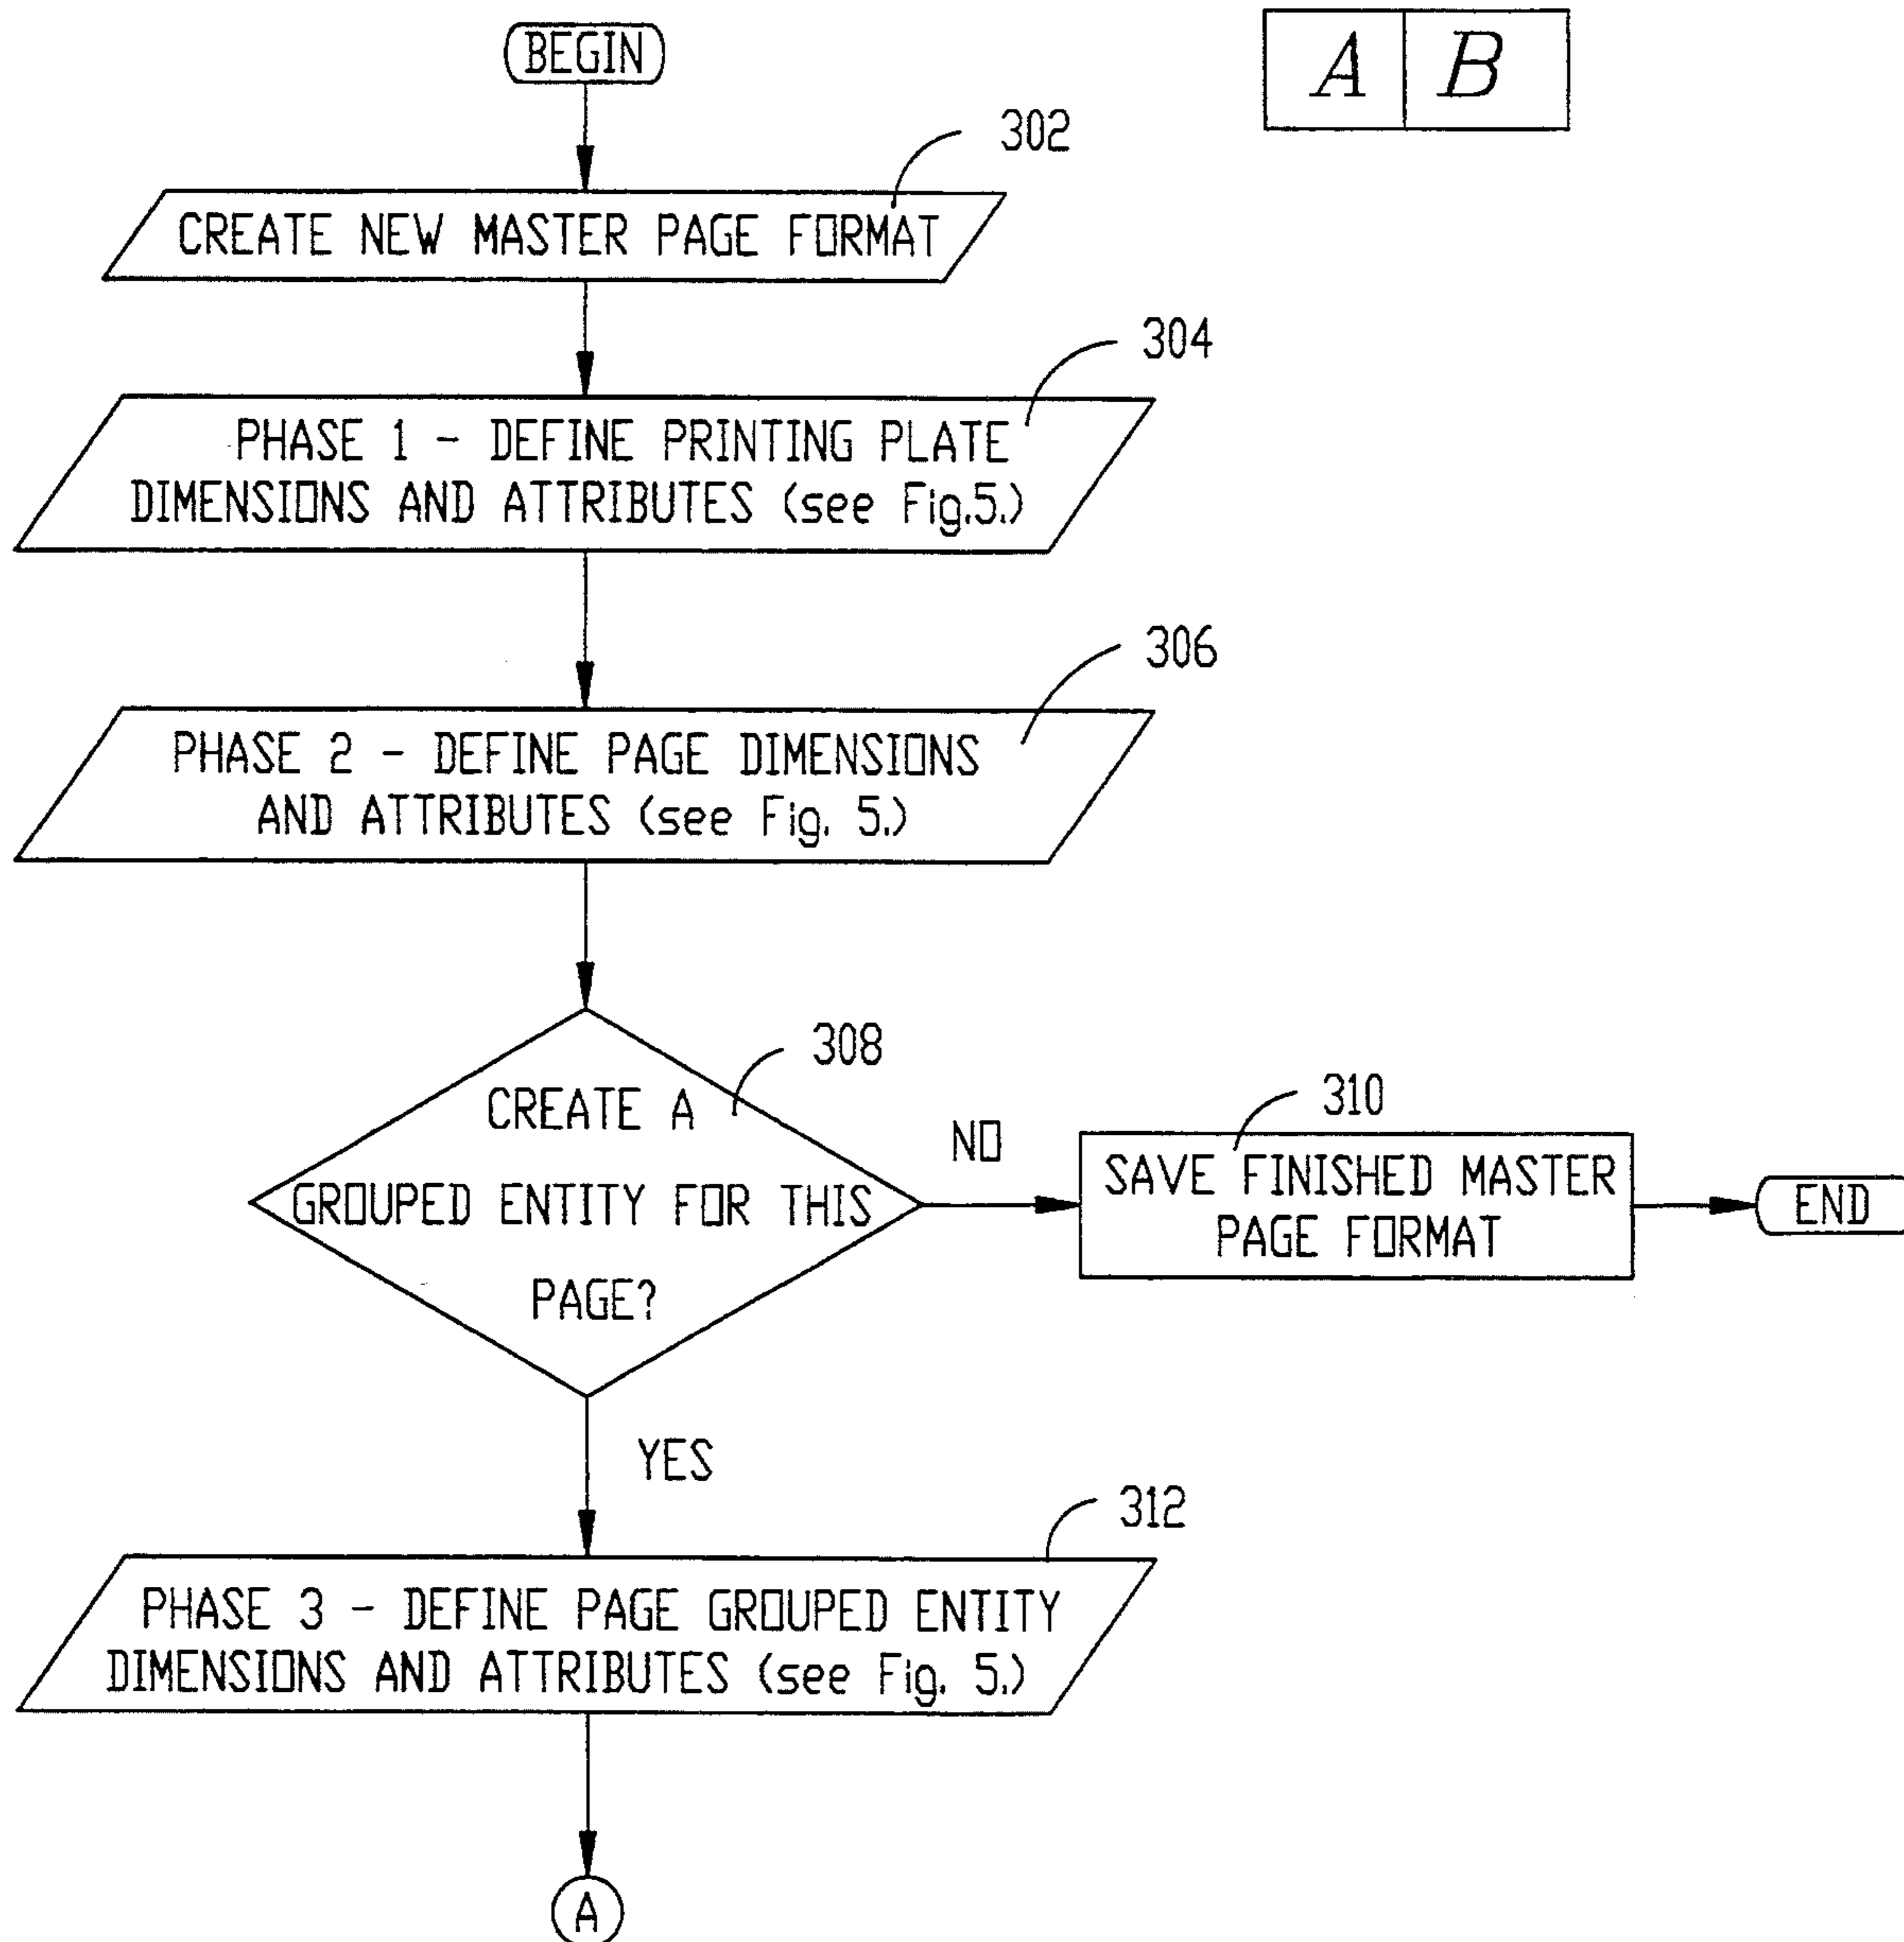 BEGIN
A B
302
CREATE NEW MASTER PAGE FORMAT
304
PHASE 1 - DEFINE PRINTING PLATE
DIMENSIONS AND ATTRIBUTES (see Fig.5.)
306
PHASE 2 - DEFINE PAGE DIMENSIONS
AND ATTRIBUTES (see Fig. 5.)
308
CREATE A
GROUPED ENTITY FOR THIS
PAGE?
NO
310
SAVE FINISHED MASTER
PAGE FORMAT
END
YES
312
PHASE 3 - DEFINE PAGE GROUPED ENTITY
DIMENSIONS AND ATTRIBUTES (see Fig. 5.)
A